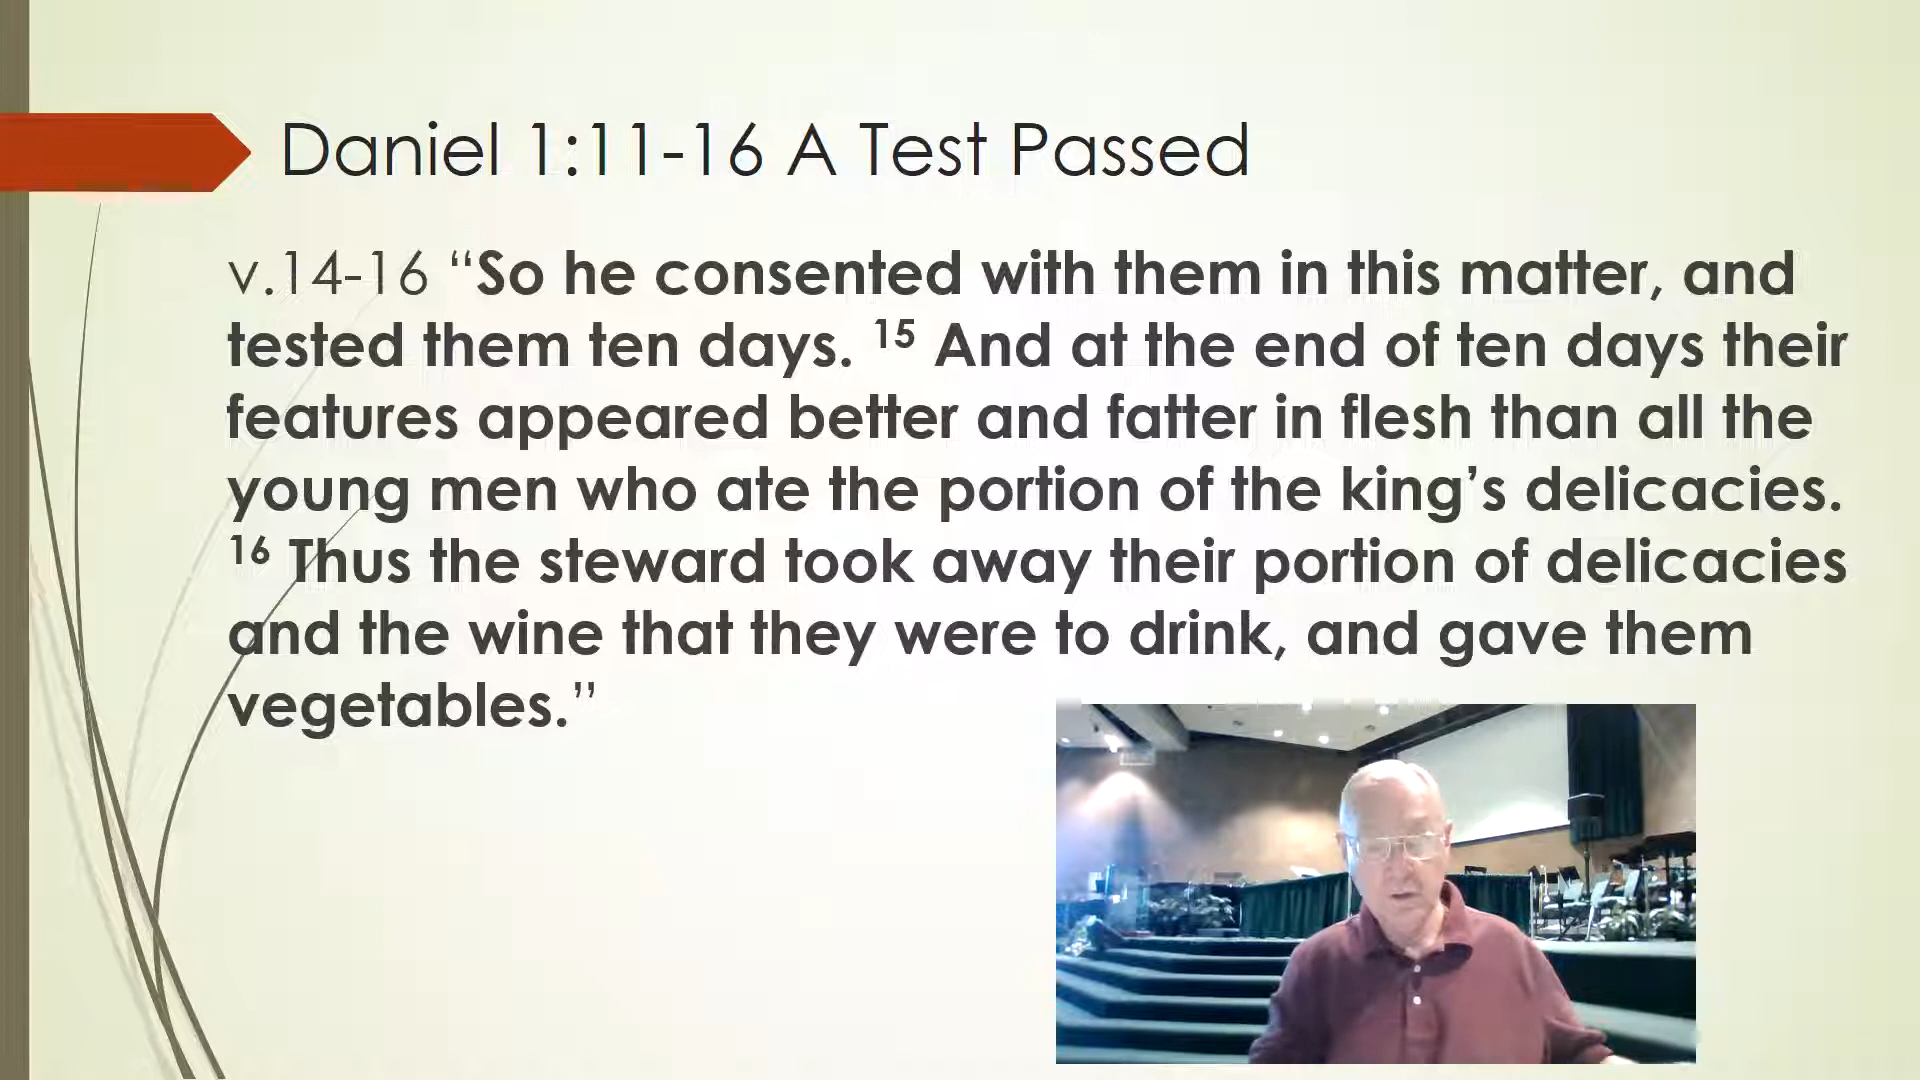 Daniel 1:11-16 A Test Passed
v.14-16 “So he consented with them in this matter, and
tested them ten days. 15 And at the end of ten days their
features appeared better and fatter in flesh than all the
young men who ate the portion of the king’s delicacies.
16 Thus the steward took away their portion of delicacies
and the wine that they were to drink, and gave them
vegetables.”